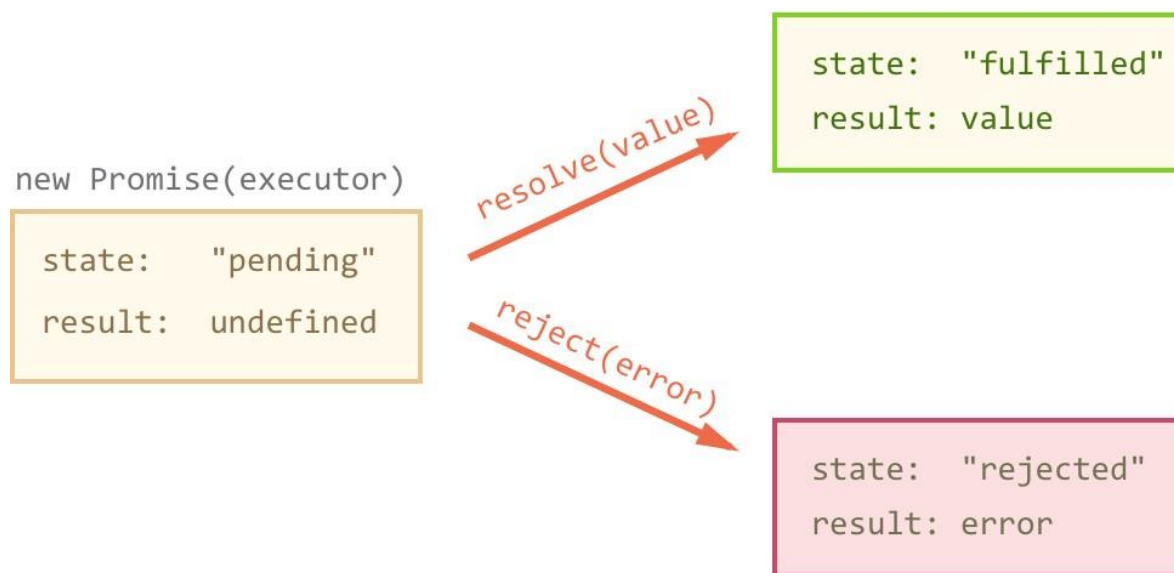 new Promise(executor)
state: "pending"
result: undefined
resolve(value)
reject(error)
state: "fulfilled"
result: value
state: "rejected"
result: error